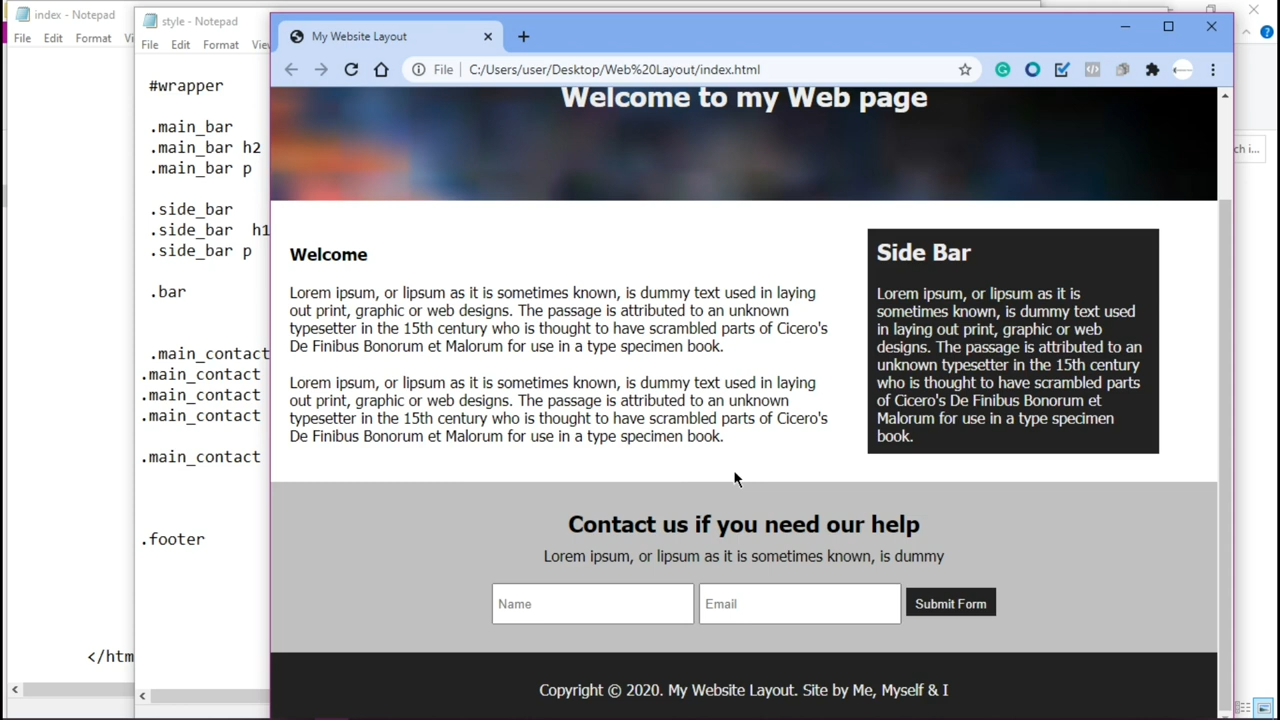 index - Notepad
File Edit Format
style - Notepad
File Edit Format
My Website Layout
File C:/Users/user/Desktop/Web%20Layout/index.html
#wrapper
.main_bar
.main_bar h2
.main_bar p
.side_bar
.side_bar  h1
.side_bar p
.bar
.main_contact
.main_contact
.main_contact
.main_contact
.main_contact
.footer
</htm
Welcome to my Web page
Welcome
Lorem ipsum, or lipsum as it is sometimes known, is dummy text used in laying
out print, graphic or web designs. The passage is attributed to an unknown
typesetter in the 15th century who is thought to have scrambled parts of Cicero's
De Finibus Bonorum et Malorum for use in a type specimen book.
Lorem ipsum, or lipsum as it is sometimes known, is dummy text used in laying
out print, graphic or web designs. The passage is attributed to an unknown
typesetter in the 15th century who is thought to have scrambled parts of Cicero's
De Finibus Bonorum et Malorum for use in a type specimen book.
Side Bar
Lorem ipsum, or lipsum as it is
sometimes known, is dummy text used
in laying out print, graphic or web
designs. The passage is attributed to an
unknown typesetter in the 15th century
who is thought to have scrambled parts
of Cicero's De Finibus Bonorum et
Malorum for use in a type specimen
book.
Contact us if you need our help
Lorem ipsum, or lipsum as it is sometimes known, is dummy
Name Email Submit Form
Copyright © 2020. My Website Layout. Site by Me, Myself & I